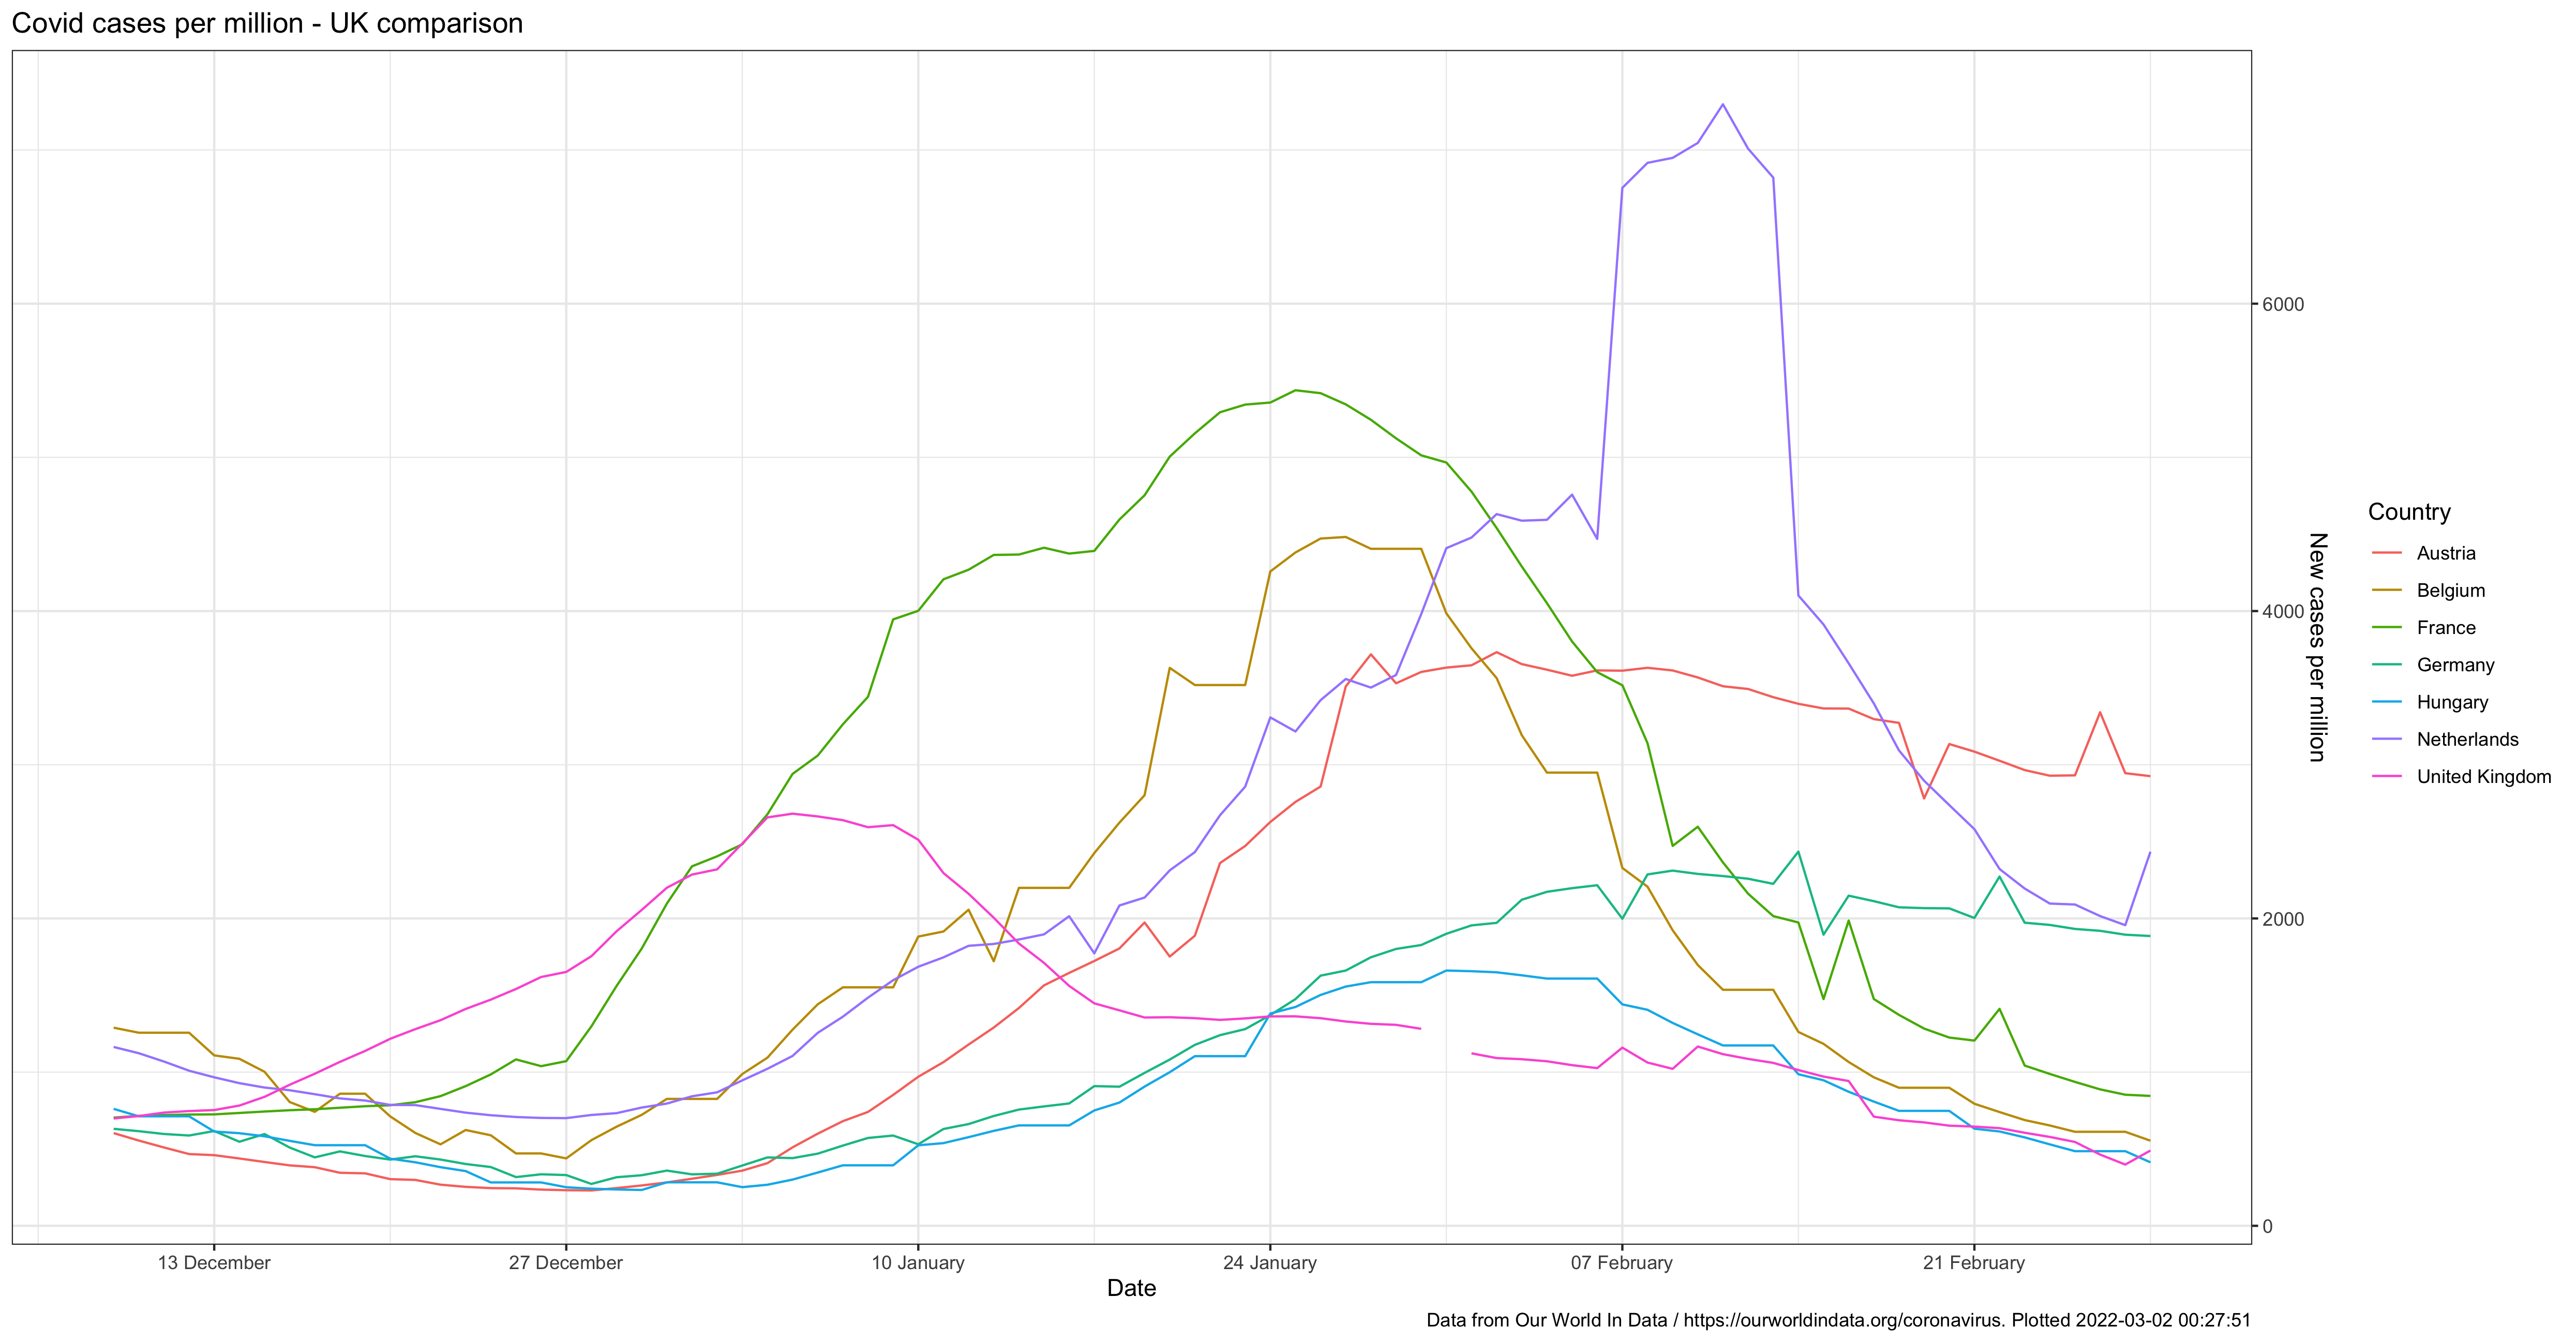 Covid cases per million - UK comparison
6000
4000
2000
0
New cases per million
13 December
27 December
10 January
24 January
07 February
21 February
Date
Country
Austria
Belgium
France
Germany
Hungary
Netherlands
United Kingdom
Data from Our World In Data / https://ourworldindata.org/coronavirus. Plotted 2022-03-02 00:27:51